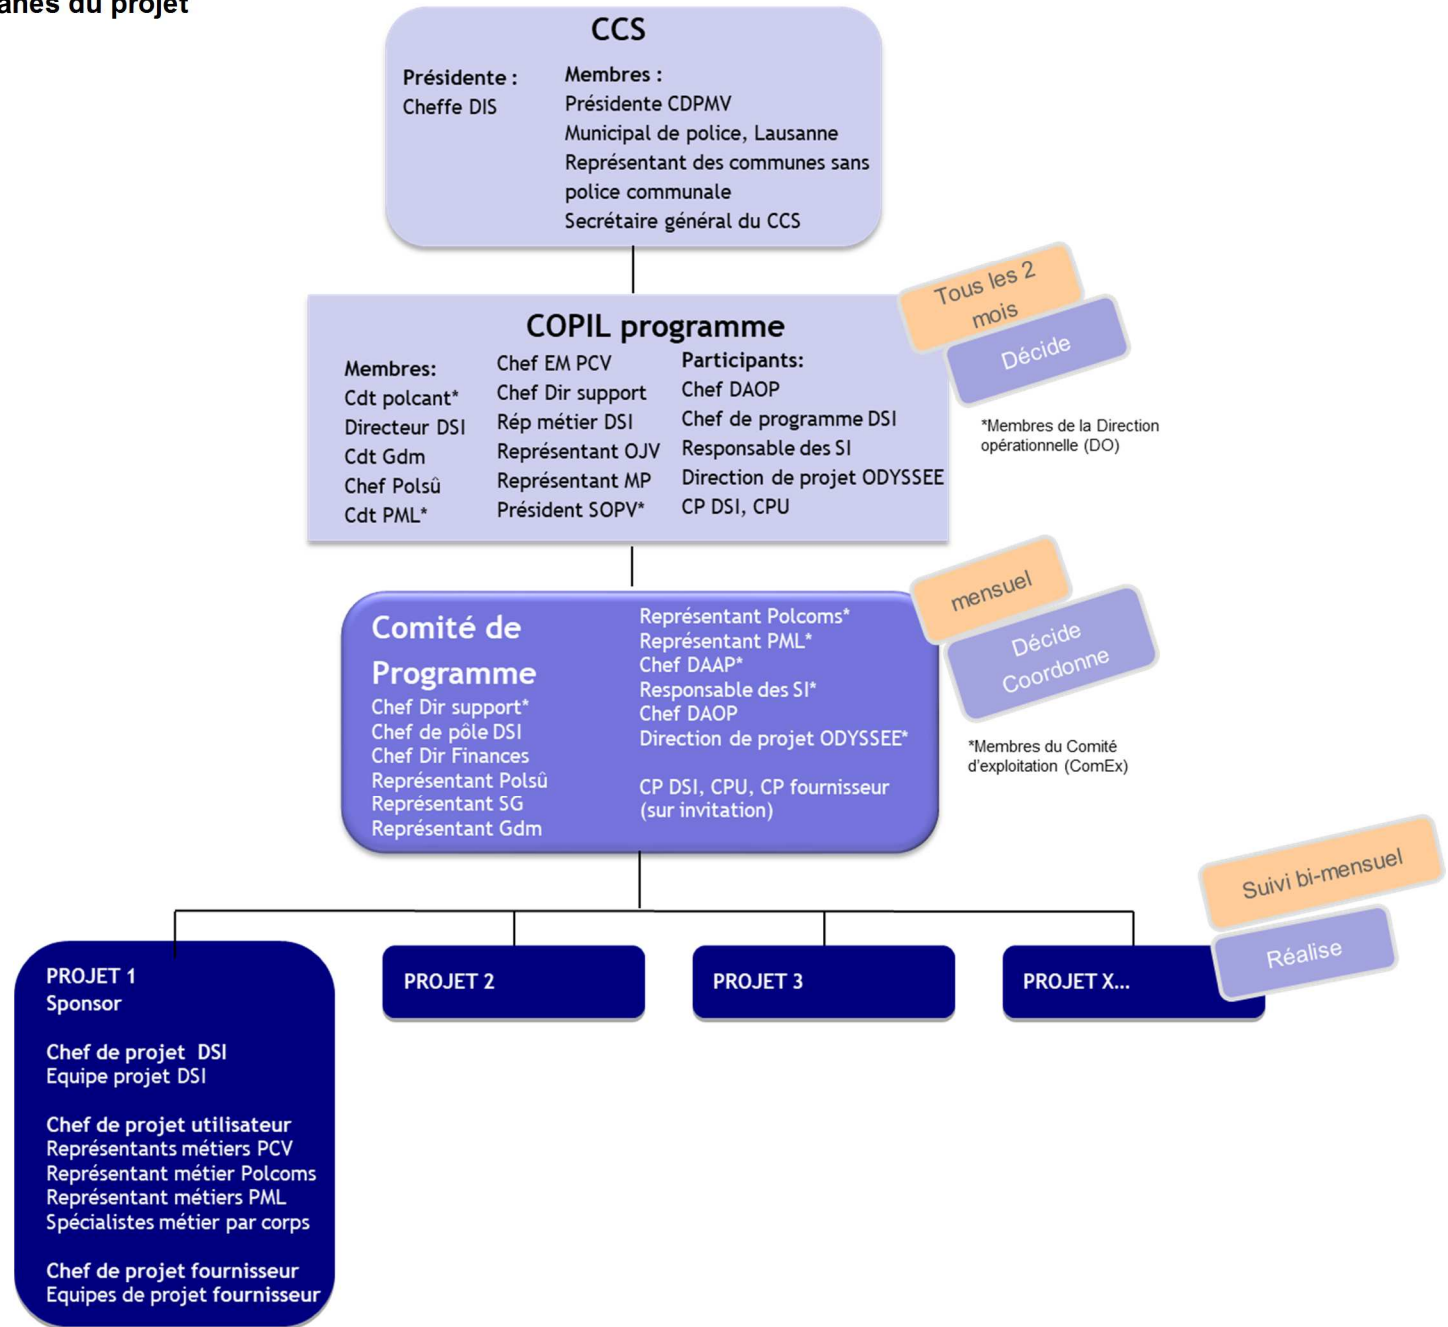 anes du projet
CCS
Présidente :
Cheffe DIS
Membres :
Présidente CDPMV
Municipal de police, Lausanne
Représentant des communes sans
police communale
Secrétaire général du CCS
COPIL programme
Membres:
Cdt polcant*
Directeur DSI
Cdt Gdm
Chef Polsû
Cdt PML*
Chef EM PCV
Chef Dir support
Rép métier DSI
Représentant OJV
Représentant MP
Président SOPV*
Participants:
Chef DAOP
Chef de programme DSI
Responsable des SI
Direction de projet ODYSSEE
CP DSI, CPU
Tous les 2
mois
Décide
*Membres de la Direction
opérationnelle (DO)
Comité de
Programme
Chef Dir support*
Chef de pôle DSI
Chef Dir Finances
Représentant Polsû
Représentant SG
Représentant Gdm
Représentant Polcoms*
Représentant PML*
Chef DAAP*
Responsable des SI*
Chef DAOP
Direction de projet ODYSSEE*
CP DSI, CPU, CP fournisseur
(sur invitation)
mensuel
Décide
Coordonne
*Membres du Comité
d'exploitation (ComEx)
Suivi bi-mensuel
Réalise
PROJET 1
Sponsor
Chef de projet DSI
Equipe projet DSI
Chef de projet utilisateur
Représentants métiers PCV
Représentant métier Polcoms
Représentant métiers PML
Spécialistes métier par corps
Chef de projet fournisseur
Equipes de projet fournisseur
PROJET 2
PROJET 3
PROJET X...